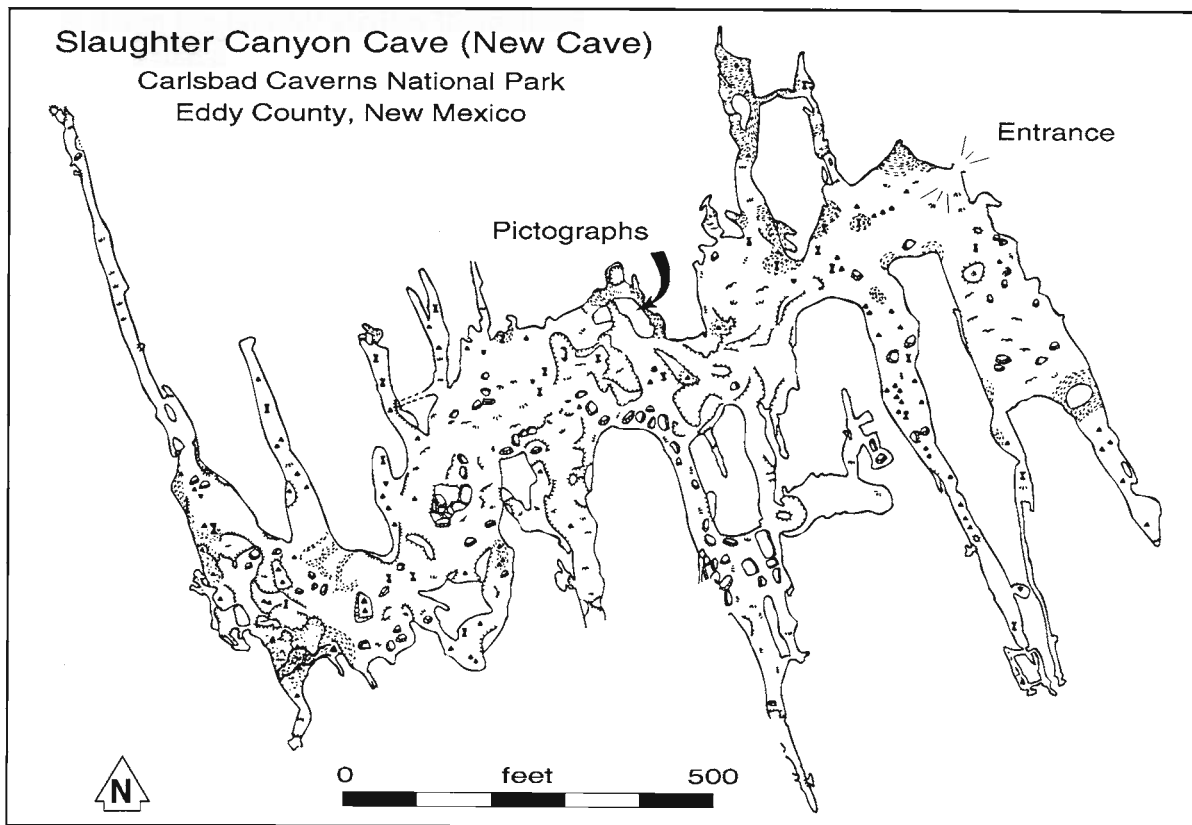 Slaughter Canyon Cave (New Cave)
Carlsbad Caverns National Park
Eddy County, New Mexico
Entrance
Pictographs
0 feet 500
N